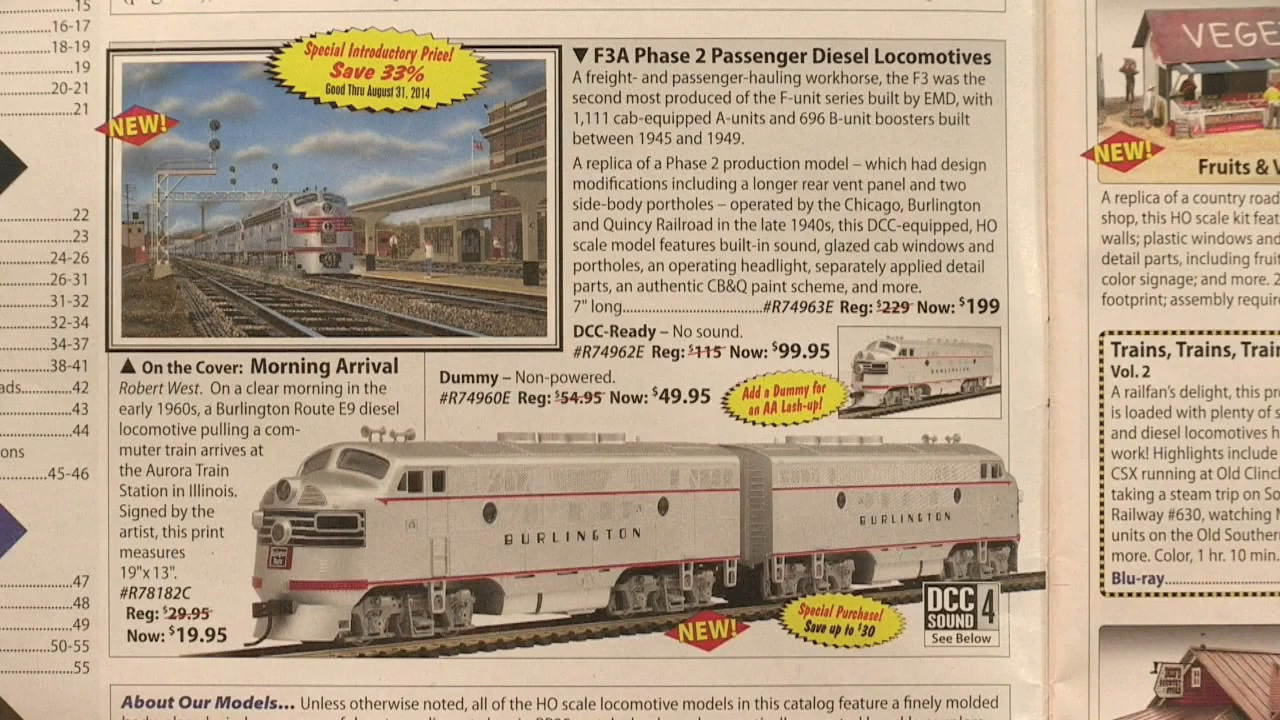 15
16-17
18-19
19
20-21
21
22
23
24-26
26-31
31-32
32-34
34-37
38-41
42
43
44
45-46
47
48
49
50-55
55
Special Introductory Price!
Save 33%
Good Thru August 31, 2014
NEW!
▲ On the Cover: Morning Arrival
Robert West. On a clear morning in the
early 1960s, a Burlington Route E9 diesel
locomotive pulling a com-
muter train arrives at
the Aurora Train
Station in Illinois.
Signed by the
artist, this print
measures
19"x 13".
#R78182C
Reg: $29.95
Now: $19.95
▼ F3A Phase 2 Passenger Diesel Locomotives
A freight- and passenger-hauling workhorse, the F3 was the
second most produced of the F-unit series built by EMD, with
1,111 cab-equipped A-units and 696 B-unit boosters built
between 1945 and 1949.
A replica of a Phase 2 production model – which had design
modifications including a longer rear vent panel and two
side-body portholes – operated by the Chicago, Burlington
and Quincy Railroad in the late 1940s, this DCC-equipped, HO
scale model features built-in sound, glazed cab windows and
portholes, an operating headlight, separately applied detail
parts, an authentic CB&Q paint scheme, and more.
7" long..............................#R74963E Reg: $229 Now: $199
DCC-Ready – No sound.
#R74962E Reg: $115 Now: $99.95
Dummy – Non-powered.
#R74960E Reg: $54.95 Now: $49.95
Add a Dummy for
an AA Lash-up!
BURLINGTON
BURLINGTON
NEW!
Special Purchase!
Save up to $30
DCC
SOUND 4
See Below
About Our Models... Unless otherwise noted, all of the HO scale locomotive models in this catalog feature a finely molded
VEGE
NEW!
Fruits & V
A replica of a country road
shop, this HO scale kit feat
walls; plastic windows and
detail parts, including fruit
color signage; and more. 2
footprint; assembly requir
Trains, Trains, Train
Vol. 2
A railfan's delight, this pr
is loaded with plenty of s
and diesel locomotives h
work! Highlights include
CSX running at Old Clinc
taking a steam trip on So
Railway #630, watching N
units on the Old Southern
more. Color, 1 hr. 10 min.
Blu-ray